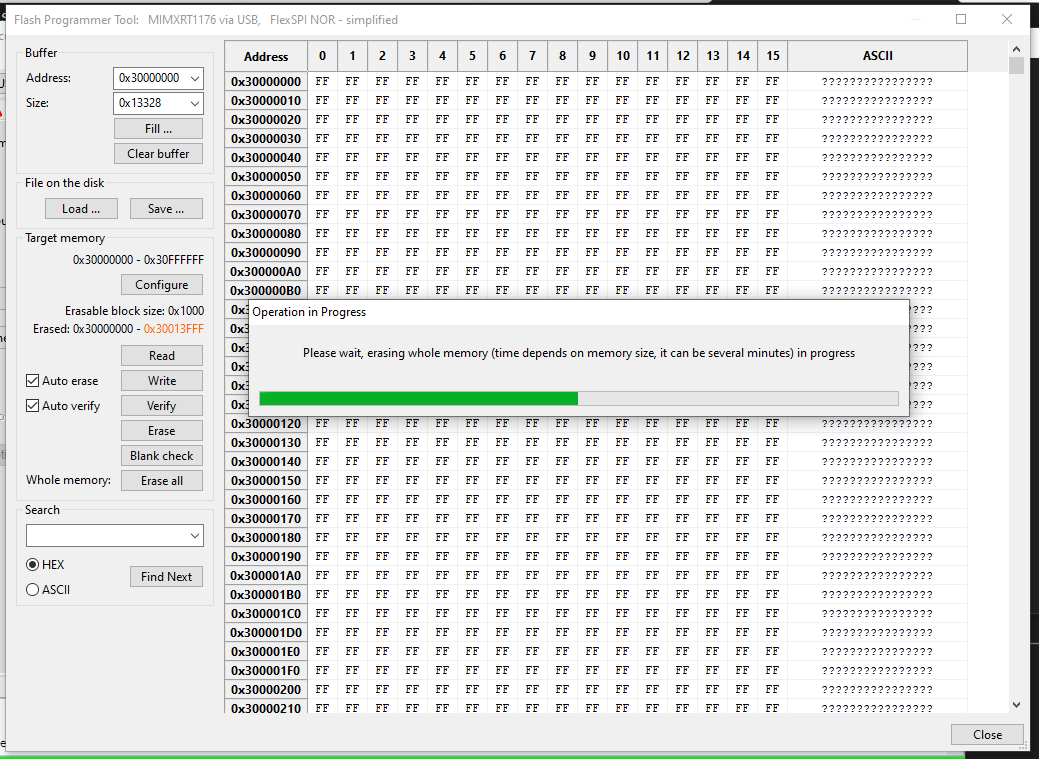 Flash Programmer Tool: MIMXRT1176 via USB, FlexSPI NOR - simplified
Buffer
Address: 0x30000000
Size: 0x13328
Fill ...
Clear buffer
File on the disk
Load ... Save ...
Target memory
0x30000000 - 0x30FFFFFF
Configure
Erasable block size: 0x1000
Erased: 0x30000000 - 0x30013FFF
Read
Auto erase Write
Auto verify Verify
Erase
Blank check
Whole memory: Erase all
Search
HEX
Find Next
ASCII
Address 0 1 2 3 4 5 6 7 8 9 10 11 12 13 14 15 ASCII
0x30000000 FF FF FF FF FF FF FF FF FF FF FF FF FF FF FF FF ????????????????
0x30000010 FF FF FF FF FF FF FF FF FF FF FF FF FF FF FF FF ????????????????
0x30000020 FF FF FF FF FF FF FF FF FF FF FF FF FF FF FF FF ????????????????
0x30000030 FF FF FF FF FF FF FF FF FF FF FF FF FF FF FF FF ????????????????
0x30000040 FF FF FF FF FF FF FF FF FF FF FF FF FF FF FF FF ????????????????
0x30000050 FF FF FF FF FF FF FF FF FF FF FF FF FF FF FF FF ????????????????
0x30000060 FF FF FF FF FF FF FF FF FF FF FF FF FF FF FF FF ????????????????
0x30000070 FF FF FF FF FF FF FF FF FF FF FF FF FF FF FF FF ????????????????
0x30000080 FF FF FF FF FF FF FF FF FF FF FF FF FF FF FF FF ????????????????
0x30000090 FF FF FF FF FF FF FF FF FF FF FF FF FF FF FF FF ????????????????
0x300000A0 FF FF FF FF FF FF FF FF FF FF FF FF FF FF FF FF ????????????????
0x300000B0 FF FF FF FF FF FF FF FF FF FF FF FF FF FF FF FF ????????????????
Operation in Progress
Please wait, erasing whole memory (time depends on memory size, it can be several minutes) in progress
0x30000120 FF FF FF FF FF FF FF FF FF FF FF FF FF FF FF FF ????????????????
0x30000130 FF FF FF FF FF FF FF FF FF FF FF FF FF FF FF FF ????????????????
0x30000140 FF FF FF FF FF FF FF FF FF FF FF FF FF FF FF FF ????????????????
0x30000150 FF FF FF FF FF FF FF FF FF FF FF FF FF FF FF FF ????????????????
0x30000160 FF FF FF FF FF FF FF FF FF FF FF FF FF FF FF FF ????????????????
0x30000170 FF FF FF FF FF FF FF FF FF FF FF FF FF FF FF FF ????????????????
0x30000180 FF FF FF FF FF FF FF FF FF FF FF FF FF FF FF FF ????????????????
0x30000190 FF FF FF FF FF FF FF FF FF FF FF FF FF FF FF FF ????????????????
0x300001A0 FF FF FF FF FF FF FF FF FF FF FF FF FF FF FF FF ????????????????
0x300001B0 FF FF FF FF FF FF FF FF FF FF FF FF FF FF FF FF ????????????????
0x300001C0 FF FF FF FF FF FF FF FF FF FF FF FF FF FF FF FF ????????????????
0x300001D0 FF FF FF FF FF FF FF FF FF FF FF FF FF FF FF FF ????????????????
0x300001E0 FF FF FF FF FF FF FF FF FF FF FF FF FF FF FF FF ????????????????
0x300001F0 FF FF FF FF FF FF FF FF FF FF FF FF FF FF FF FF ????????????????
0x30000200 FF FF FF FF FF FF FF FF FF FF FF FF FF FF FF FF ????????????????
0x30000210 FF FF FF FF FF FF FF FF FF FF FF FF FF FF FF FF ????????????????
Close